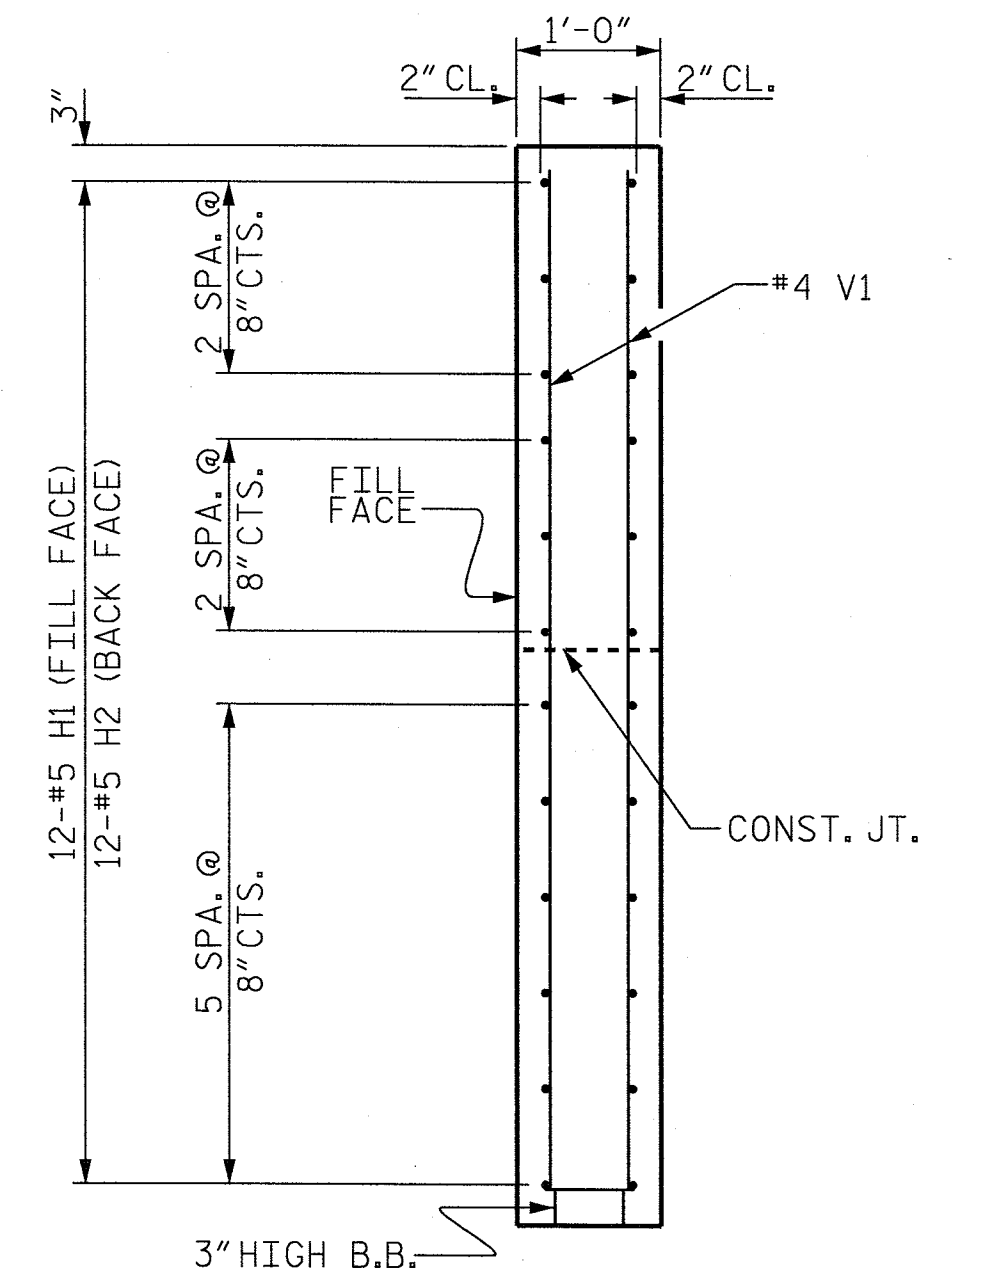 1'-0"
2" CL.
2" CL.
3"
2 SPA. @
8" CTS.
#4 V1
2 SPA. @
8" CTS.
FILL
FACE
12-#5 H1 (FILL FACE)
12-#5 H2 (BACK FACE)
CONST. JT.
5 SPA. @
8" CTS.
3" HIGH B.B.